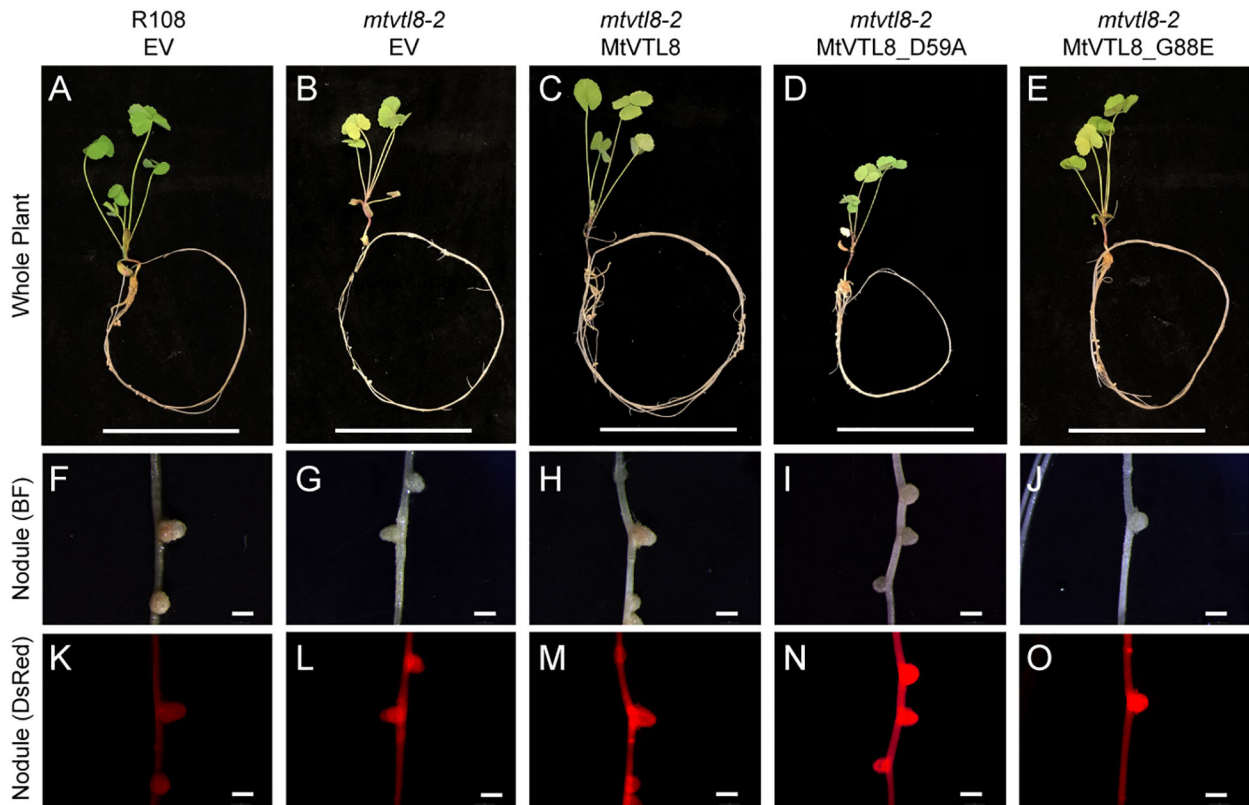 R108
EV
mtvtl8-2
EV
mtvtl8-2
MtVTL8
mtvtl8-2
MtVTL8_D59A
mtvtl8-2
MtVTL8_G88E
Whole Plant
A
B
C
D
E
Nodule (BF)
F
G
H
I
J
Nodule (DsRed)
K
L
M
N
O